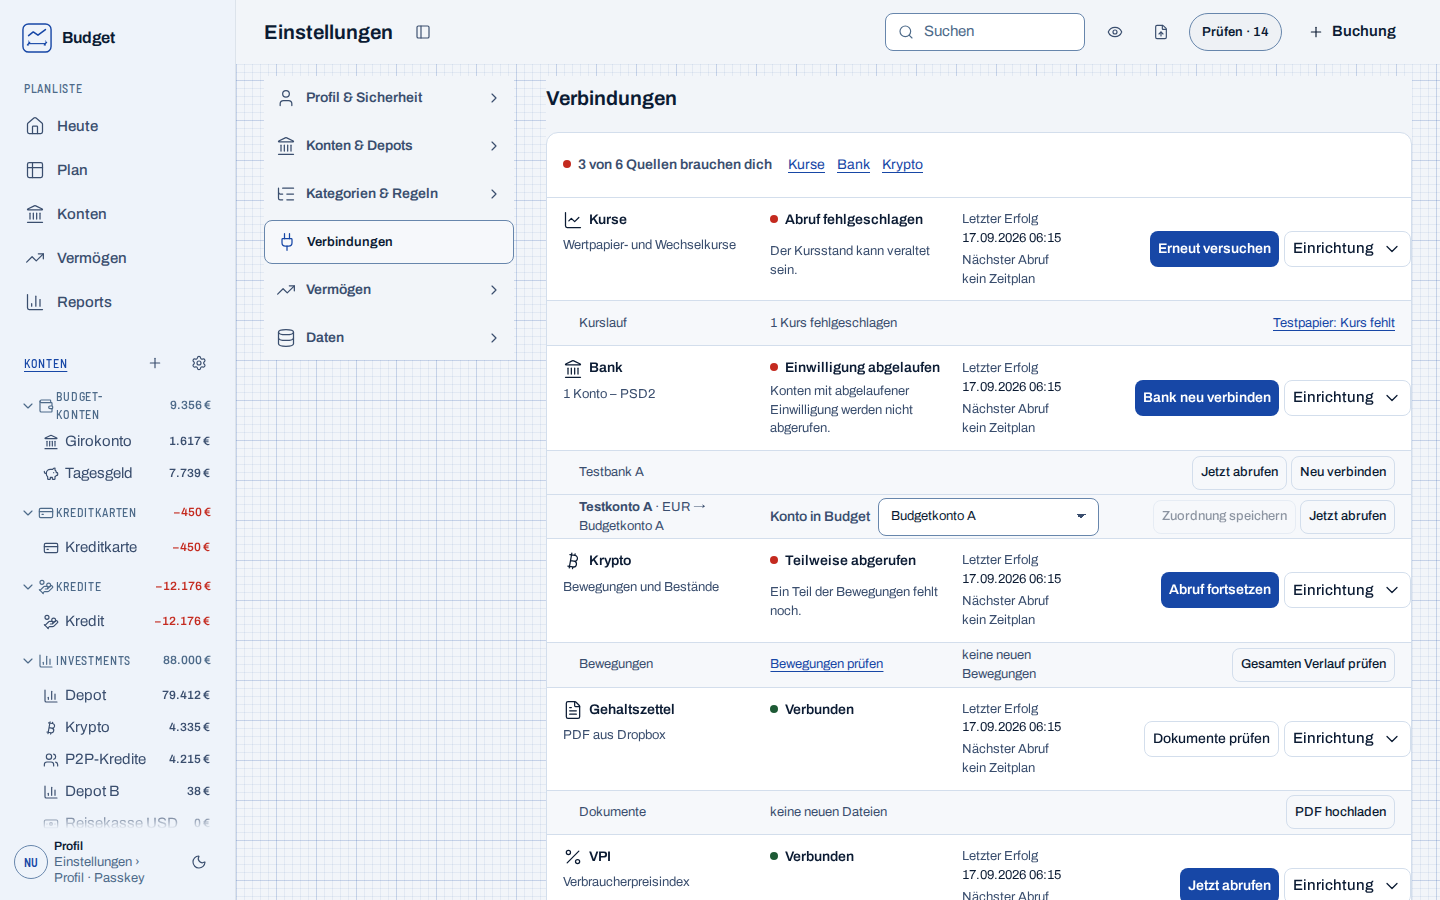 Budget
PLANLISTE
Heute
Plan
Konten
Vermögen
Reports
KONTEN
BUDGET-
KONTEN
9.356 €
Girokonto 1.617 €
Tagesgeld 7.739 €
KREDITKARTEN −450 €
Kreditkarte −450 €
KREDITE −12.176 €
Kredit −12.176 €
INVESTMENTS 88.000 €
Depot 79.412 €
Krypto 4.335 €
P2P-Kredite 4.215 €
Depot B 38 €
Reisekasse USD 0 €
NU
Profil
Einstellungen ›
Profil · Passkey
Einstellungen
Suchen
Prüfen · 14
Buchung
Profil & Sicherheit
Konten & Depots
Kategorien & Regeln
Verbindungen
Vermögen
Daten
Verbindungen
3 von 6 Quellen brauchen dich Kurse Bank Krypto
Kurse
Wertpapier- und Wechselkurse
Abruf fehlgeschlagen
Der Kursstand kann veraltet
sein.
Letzter Erfolg
17.09.2026 06:15
Nächster Abruf
kein Zeitplan
Erneut versuchen
Einrichtung
Kurslauf
1 Kurs fehlgeschlagen
Testpapier: Kurs fehlt
Bank
1 Konto – PSD2
Einwilligung abgelaufen
Konten mit abgelaufener
Einwilligung werden nicht
abgerufen.
Letzter Erfolg
17.09.2026 06:15
Nächster Abruf
kein Zeitplan
Bank neu verbinden
Einrichtung
Testbank A
Jetzt abrufen
Neu verbinden
Testkonto A · EUR →
Budgetkonto A
Konto in Budget
Budgetkonto A
Zuordnung speichern
Jetzt abrufen
Krypto
Bewegungen und Bestände
Teilweise abgerufen
Ein Teil der Bewegungen fehlt
noch.
Letzter Erfolg
17.09.2026 06:15
Nächster Abruf
kein Zeitplan
Abruf fortsetzen
Einrichtung
Bewegungen
Bewegungen prüfen
keine neuen
Bewegungen
Gesamten Verlauf prüfen
Gehaltszettel
PDF aus Dropbox
Verbunden
Letzter Erfolg
17.09.2026 06:15
Nächster Abruf
kein Zeitplan
Dokumente prüfen
Einrichtung
Dokumente
keine neuen Dateien
PDF hochladen
VPI
Verbraucherpreisindex
Verbunden
Letzter Erfolg
17.09.2026 06:15
Nächster Abruf
Jetzt abrufen
Einrichtung